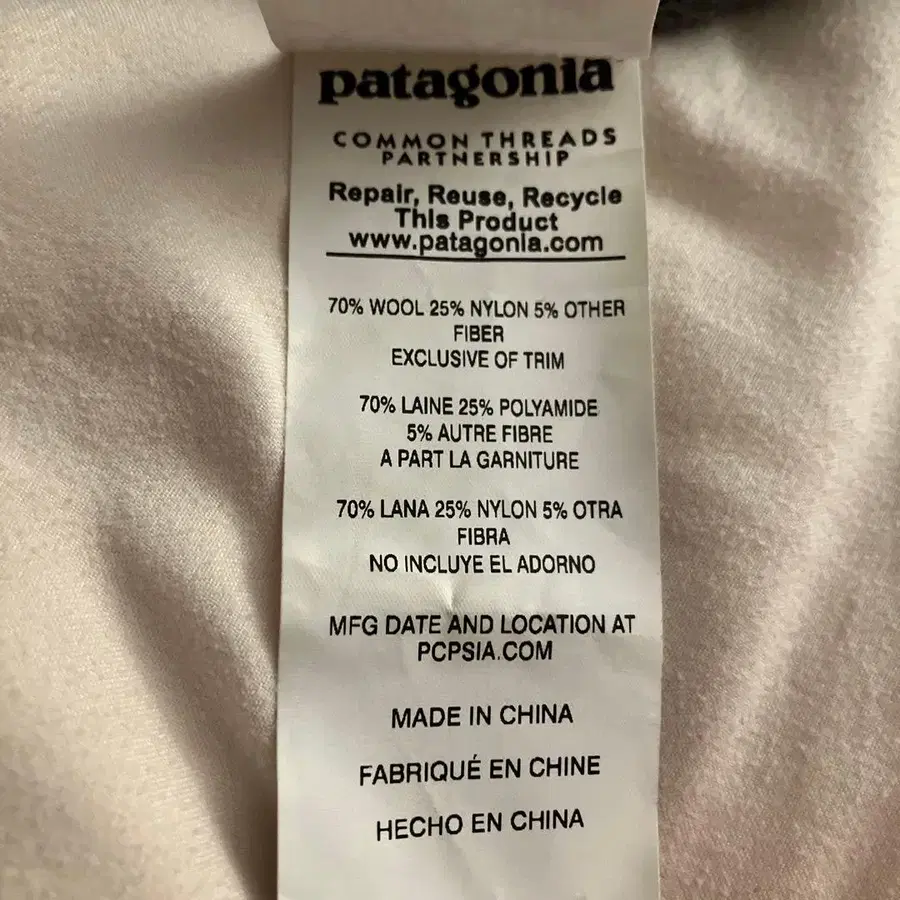 patagonia
COMMON THREADS
PARTNERSHIP
Repair, Reuse, Recycle
This Product
www.patagonia.com
70% WOOL 25% NYLON 5% OTHER
FIBER
EXCLUSIVE OF TRIM
70% LAINE 25% POLYAMIDE
5% AUTRE FIBRE
A PART LA GARNITURE
70% LANA 25% NYLON 5% OTRA
FIBRA
NO INCLUYE EL ADORNO
MFG DATE AND LOCATION AT
PCPSIA.COM
MADE IN CHINA
FABRIQUÉ EN CHINE
HECHO EN CHINA